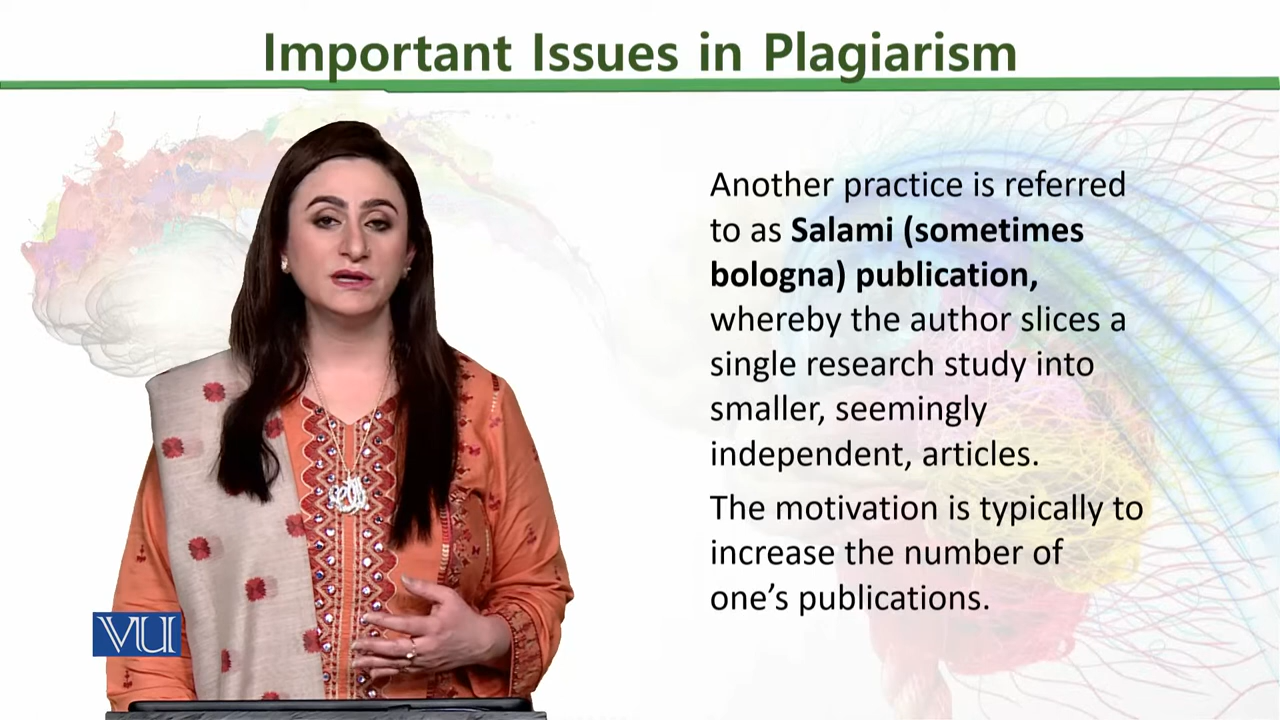 Important Issues in Plagiarism
Another practice is referred
to as Salami (sometimes
bologna) publication,
whereby the author slices a
single research study into
smaller, seemingly
independent, articles.
The motivation is typically to
increase the number of
one’s publications.
VU